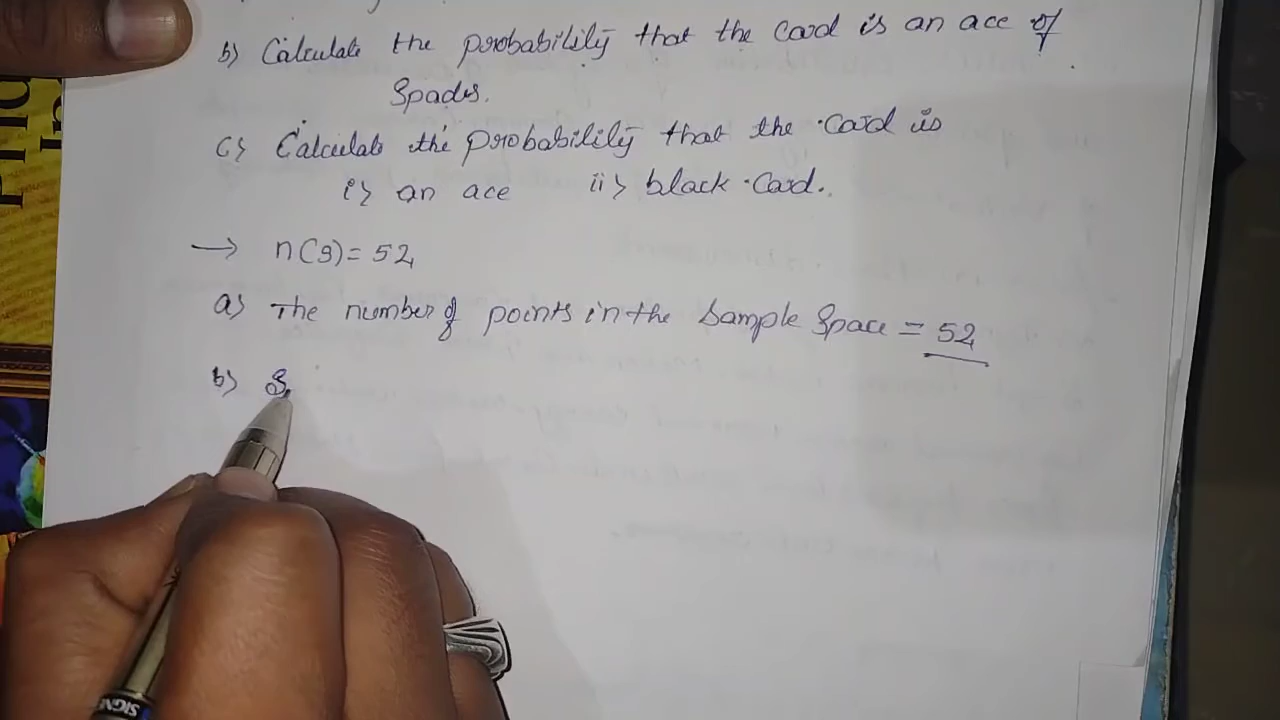 b) Calculate the probability that the card is an ace of
Spades.
c) Calculate the probability that the card is
i) an ace ii) black card.
→ n(S) = 52
a) The number of points in the Sample Space = 52
b) S
SIGNE